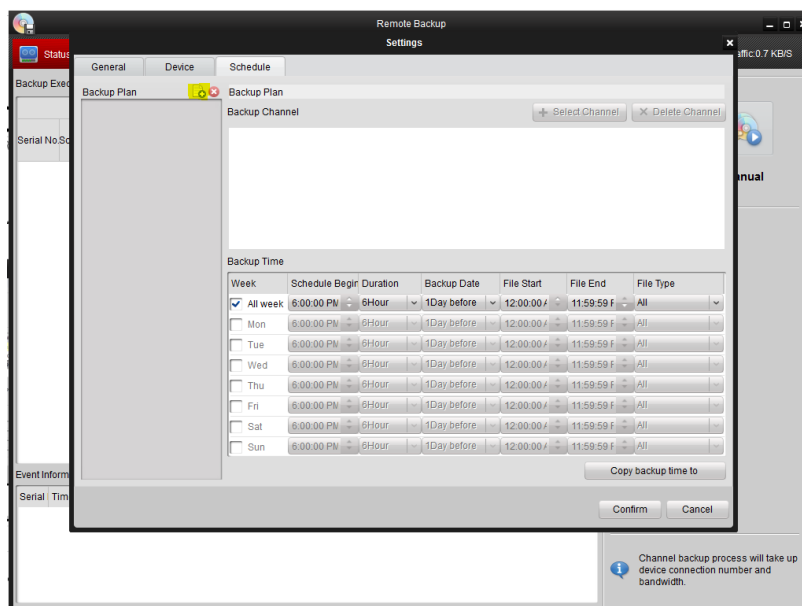 Remote Backup
Settings
Status
affic:0.7 KB/S
General Device Schedule
Backup Exec
Backup Plan
Backup Plan
Backup Channel
Select Channel Delete Channel
Serial No.Sc
nual
Backup Time
Week Schedule Begin Duration Backup Date File Start File End File Type
All week 6:00:00 PM 6Hour 1Day before 12:00:00 A 11:59:59 P All
Mon 6:00:00 PM 6Hour 1Day before 12:00:00 A 11:59:59 P All
Tue 6:00:00 PM 6Hour 1Day before 12:00:00 A 11:59:59 P All
Wed 6:00:00 PM 6Hour 1Day before 12:00:00 A 11:59:59 P All
Thu 6:00:00 PM 6Hour 1Day before 12:00:00 A 11:59:59 P All
Fri 6:00:00 PM 6Hour 1Day before 12:00:00 A 11:59:59 P All
Sat 6:00:00 PM 6Hour 1Day before 12:00:00 A 11:59:59 P All
Sun 6:00:00 PM 6Hour 1Day before 12:00:00 A 11:59:59 P All
Copy backup time to
Event Inform
Serial Tim
Confirm Cancel
Channel backup process will take up
device connection number and
bandwidth.